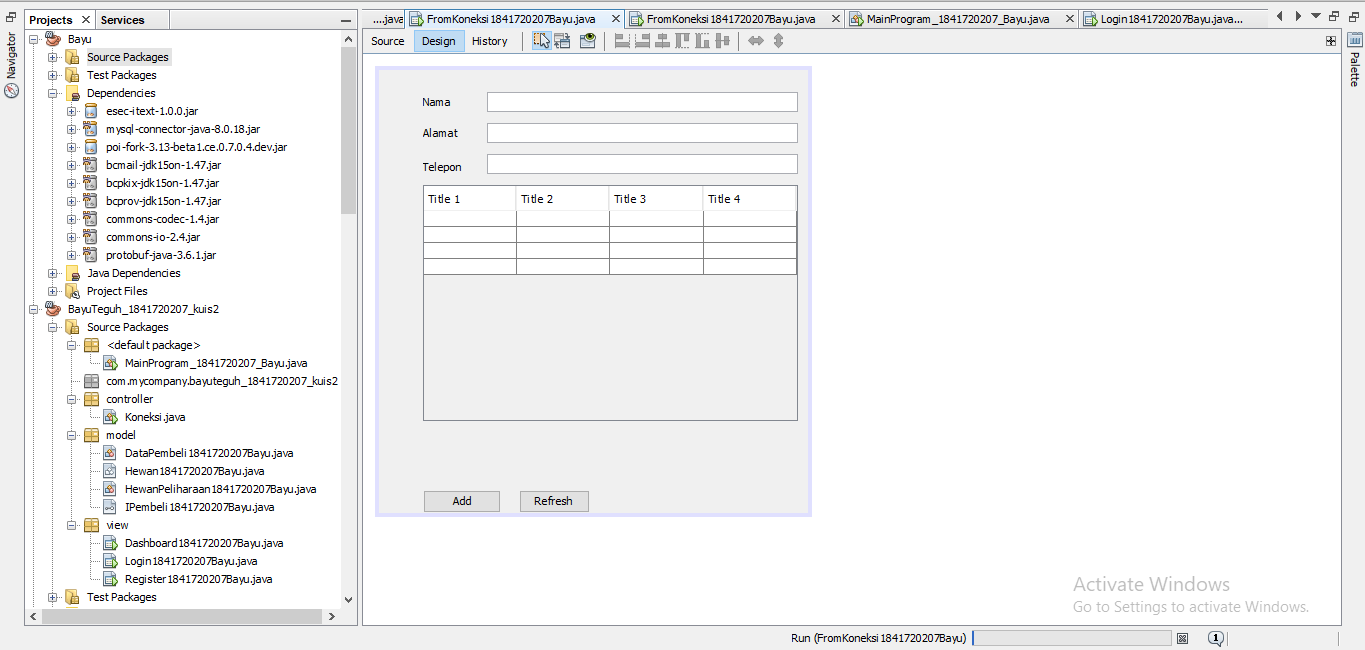 Projects
Services
Navigator
Bayu
Source Packages
Test Packages
Dependencies
esec-itext-1.0.0.jar
mysql-connector-java-8.0.18.jar
poi-fork-3.13-beta1.ce.0.7.0.4.dev.jar
bcmail-jdk15on-1.47.jar
bcpkix-jdk15on-1.47.jar
bcprov-jdk15on-1.47.jar
commons-codec-1.4.jar
commons-io-2.4.jar
protobuf-java-3.6.1.jar
Java Dependencies
Project Files
BayuTeguh_1841720207_kuis2
Source Packages
<default package>
MainProgram_1841720207_Bayu.java
com.mycompany.bayuteguh_1841720207_kuis2
controller
Koneksi.java
model
DataPembeli1841720207Bayu.java
Hewan1841720207Bayu.java
HewanPeliharaan1841720207Bayu.java
IPembeli1841720207Bayu.java
view
Dashboard1841720207Bayu.java
Login1841720207Bayu.java
Register1841720207Bayu.java
Test Packages
....java FromKoneksi1841720207Bayu.java FromKoneksi1841720207Bayu.java MainProgram_1841720207_Bayu.java Login1841720207Bayu.java...
Source Design History
Palette
Nama
Alamat
Telepon
Title 1 Title 2 Title 3 Title 4
Add Refresh
Activate Windows
Go to Settings to activate Windows.
Run (FromKoneksi1841720207Bayu)
1